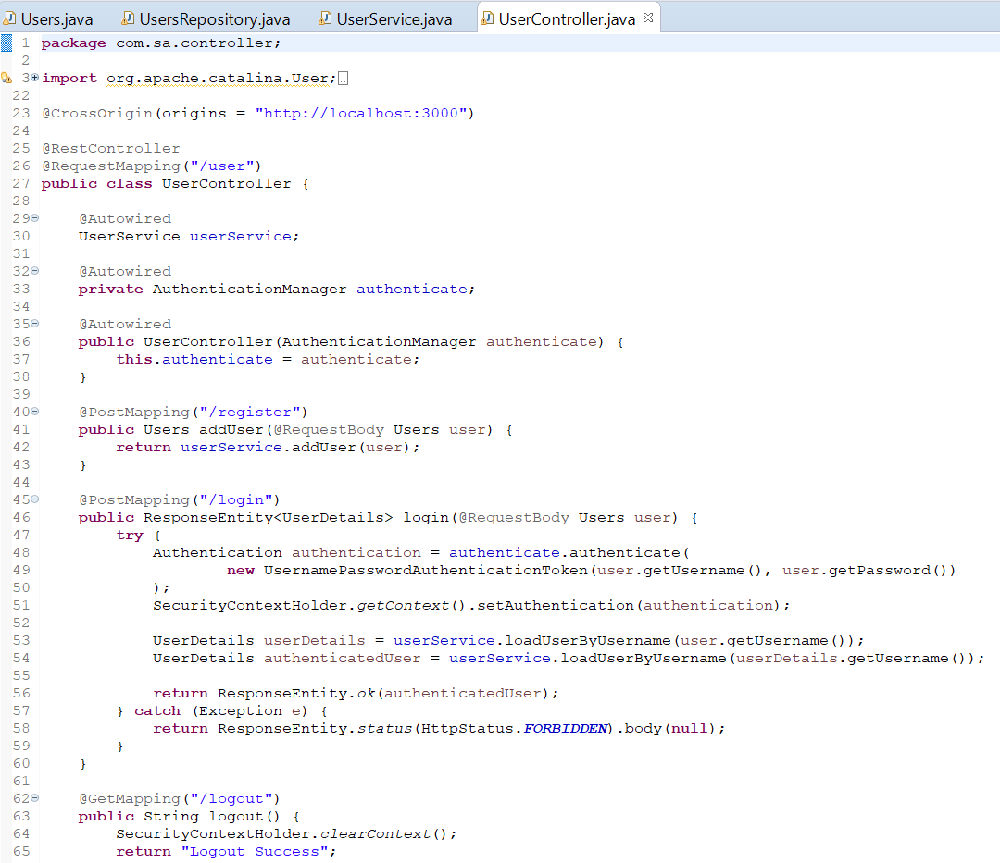 Users.java UsersRepository.java UserService.java UserController.java
1 package com.sa.controller;
2
3 import org.apache.catalina.User;
22
23 @CrossOrigin(origins = "http://localhost:3000")
24
25 @RestController
26 @RequestMapping("/user")
27 public class UserController {
28
29 @Autowired
30 UserService userService;
31
32 @Autowired
33 private AuthenticationManager authenticate;
34
35 @Autowired
36 public UserController(AuthenticationManager authenticate) {
37 this.authenticate = authenticate;
38 }
39
40 @PostMapping("/register")
41 public Users addUser(@RequestBody Users user) {
42 return userService.addUser(user);
43 }
44
45 @PostMapping("/login")
46 public ResponseEntity<UserDetails> login(@RequestBody Users user) {
47 try {
48 Authentication authentication = authenticate.authenticate(
49 new UsernamePasswordAuthenticationToken(user.getUsername(), user.getPassword())
50 );
51 SecurityContextHolder.getContext().setAuthentication(authentication);
52
53 UserDetails userDetails = userService.loadUserByUsername(user.getUsername());
54 UserDetails authenticatedUser = userService.loadUserByUsername(userDetails.getUsername());
55
56 return ResponseEntity.ok(authenticatedUser);
57 } catch (Exception e) {
58 return ResponseEntity.status(HttpStatus.FORBIDDEN).body(null);
59 }
60 }
61
62 @GetMapping("/logout")
63 public String logout() {
64 SecurityContextHolder.clearContext();
65 return "Logout Success";